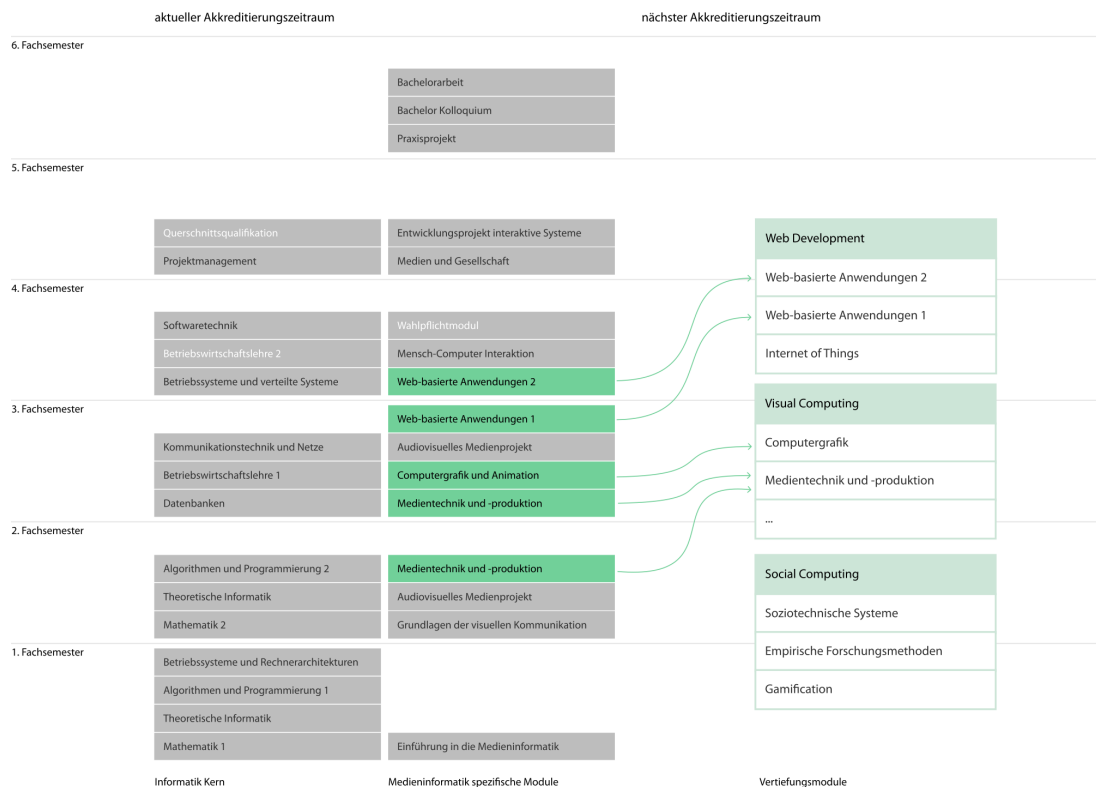 aktueller Akkreditierungszeitraum
nächster Akkreditierungszeitraum
6. Fachsemester
Bachelorarbeit
Bachelor Kolloquium
Praxisprojekt
5. Fachsemester
Querschnittsqualifikation
Entwicklungsprojekt interaktive Systeme
Projektmanagement
Medien und Gesellschaft
4. Fachsemester
Softwaretechnik
Wahlpflichtmodul
Betriebswirtschaftslehre 2
Mensch-Computer Interaktion
Betriebssysteme und verteilte Systeme
Web-basierte Anwendungen 2
3. Fachsemester
Web-basierte Anwendungen 1
Kommunikationstechnik und Netze
Audiovisuelles Medienprojekt
Betriebswirtschaftslehre 1
Computergrafik und Animation
Datenbanken
Medientechnik und -produktion
2. Fachsemester
Algorithmen und Programmierung 2
Medientechnik und -produktion
Theoretische Informatik
Audiovisuelles Medienprojekt
Mathematik 2
Grundlagen der visuellen Kommunikation
1. Fachsemester
Betriebssysteme und Rechnerarchitekturen
Algorithmen und Programmierung 1
Theoretische Informatik
Mathematik 1
Einführung in die Medieninformatik
Informatik Kern
Medieninformatik spezifische Module
Web Development
Web-basierte Anwendungen 2
Web-basierte Anwendungen 1
Internet of Things
Visual Computing
Computergrafik
Medientechnik und -produktion
...
Social Computing
Soziotechnische Systeme
Empirische Forschungsmethoden
Gamification
Vertiefungsmodule